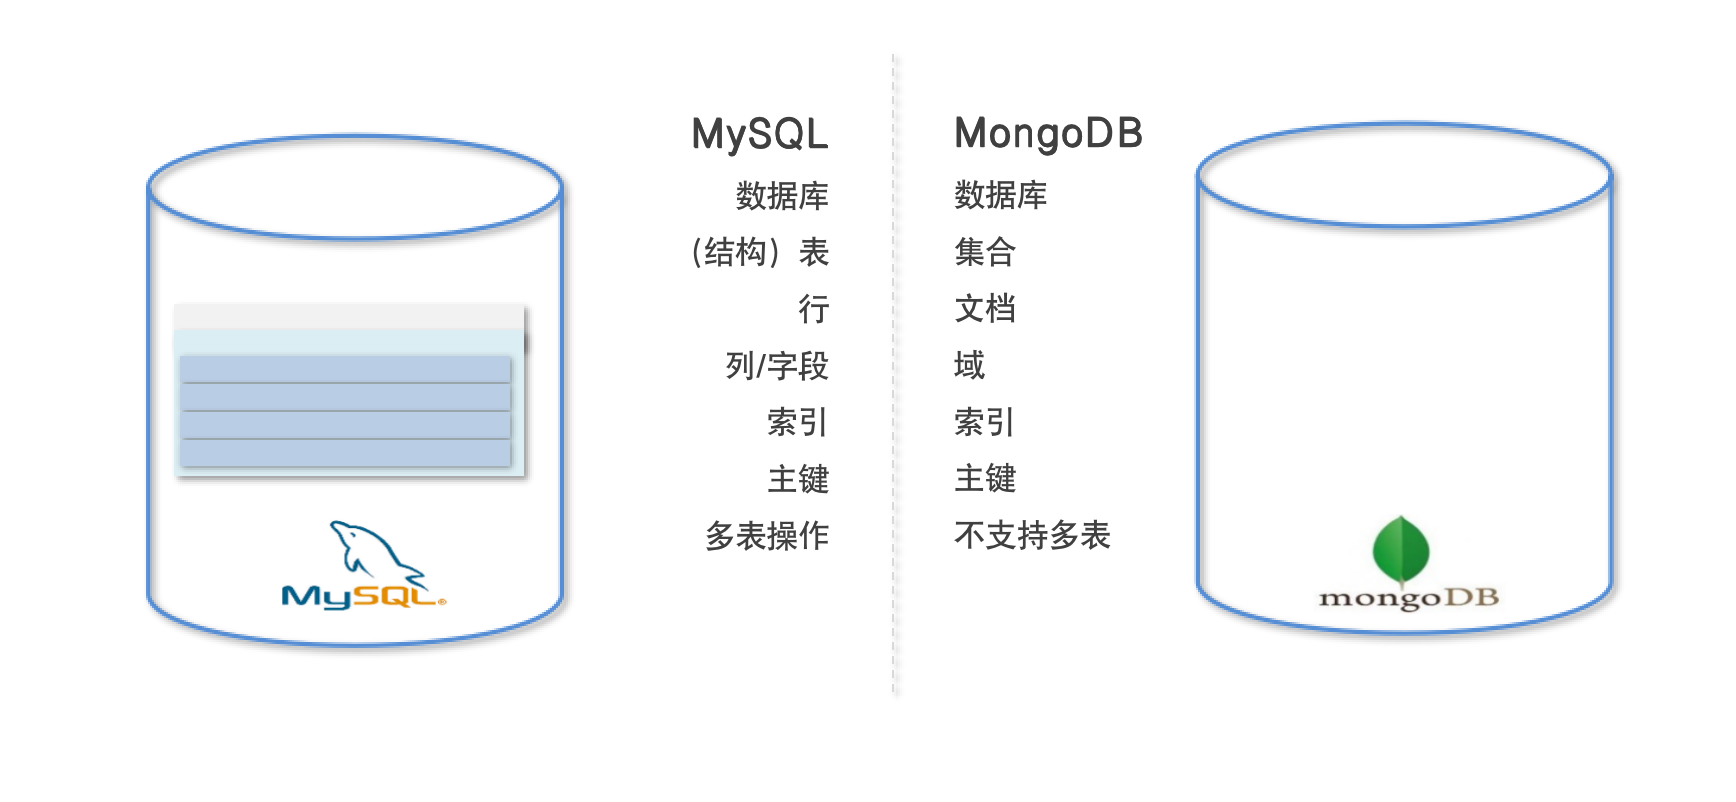 MySQL
数据库
（结构）表
行
列/字段
索引
主键
多表操作
MongoDB
数据库
集合
文档
域
索引
主键
不支持多表
MySQL®
mongoDB